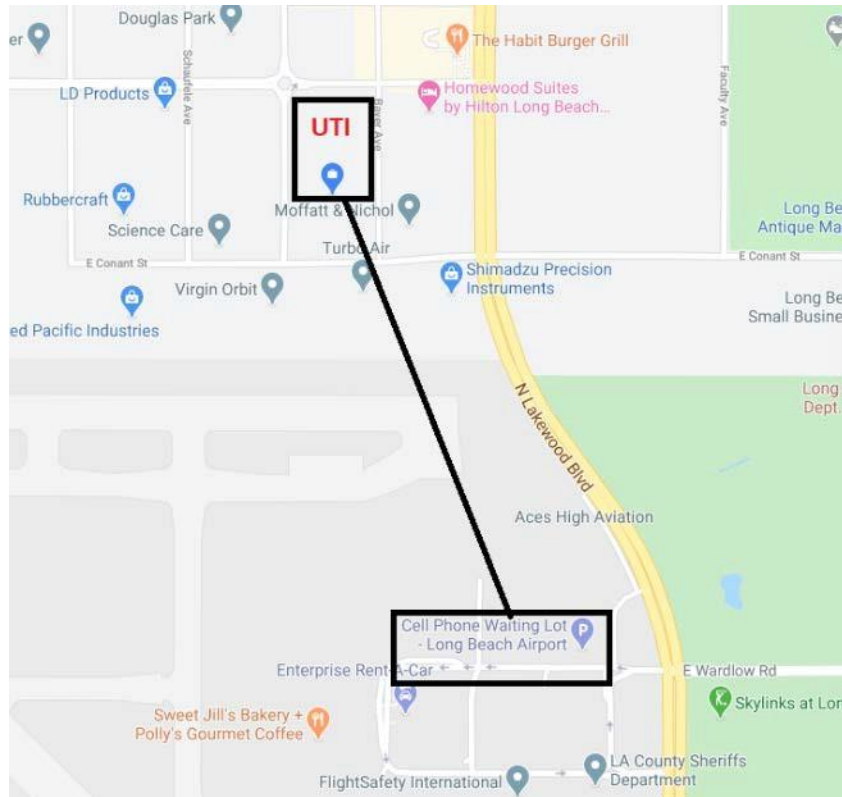 Douglas Park
er
The Habit Burger Grill
Schaufele Ave
LD Products
Homewood Suites
by Hilton Long Beach...
Faculty Ave
UTI
Baver Ave
Rubbercraft
Moffatt & Nichol
Science Care
Long Be
Antique Ma
Turbo Air
E Conant St
E Conant St
Shimadzu Precision
Instruments
Virgin Orbit
ed Pacific Industries
Long Be
Small Busine
N Lakewood Blvd
Long
Dept.
Aces High Aviation
Cell Phone Waiting Lot
- Long Beach Airport
P
Enterprise Rent-A-Car
E Wardlow Rd
Skylinks at Lon
Sweet Jill's Bakery +
Polly's Gourmet Coffee
LA County Sheriffs
Department
FlightSafety International